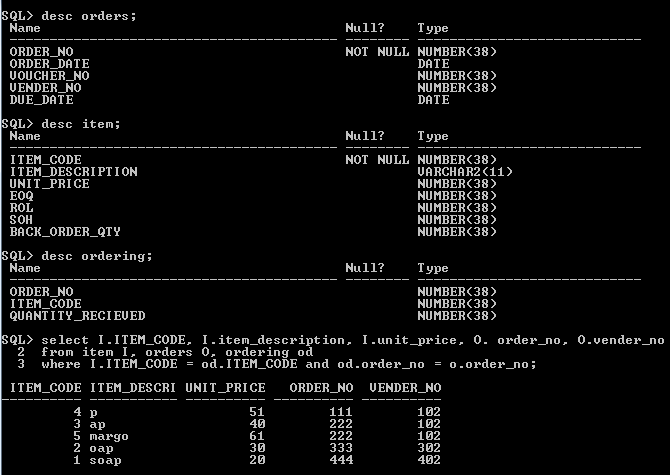 SQL> desc orders;
Name Null? Type
ORDER_NO NOT NULL NUMBER(38)
ORDER_DATE DATE
VOUCHER_NO NUMBER(38)
VENDER_NO NUMBER(38)
DUE_DATE DATE
SQL> desc item;
Name Null? Type
ITEM_CODE NOT NULL NUMBER(38)
ITEM_DESCRIPTION VARCHAR2(11)
UNIT_PRICE NUMBER(38)
EOQ NUMBER(38)
ROL NUMBER(38)
SOH NUMBER(38)
BACK_ORDER_QTY NUMBER(38)
SQL> desc ordering;
Name Null? Type
ORDER_NO NUMBER(38)
ITEM_CODE NUMBER(38)
QUANTITY_RECIEVED NUMBER(38)
SQL> select I.ITEM_CODE, I.item_description, I.unit_price, O. order_no, O.vender_no
2 from item I, orders O, ordering od
3 where I.ITEM_CODE = od.ITEM_CODE and od.order_no = o.order_no;
ITEM_CODE ITEM_DESCRI UNIT_PRICE ORDER_NO VENDER_NO
4 p 51 111 102
3 ap 40 222 102
5 margo 61 222 102
2 oap 30 333 302
1 soap 20 444 402